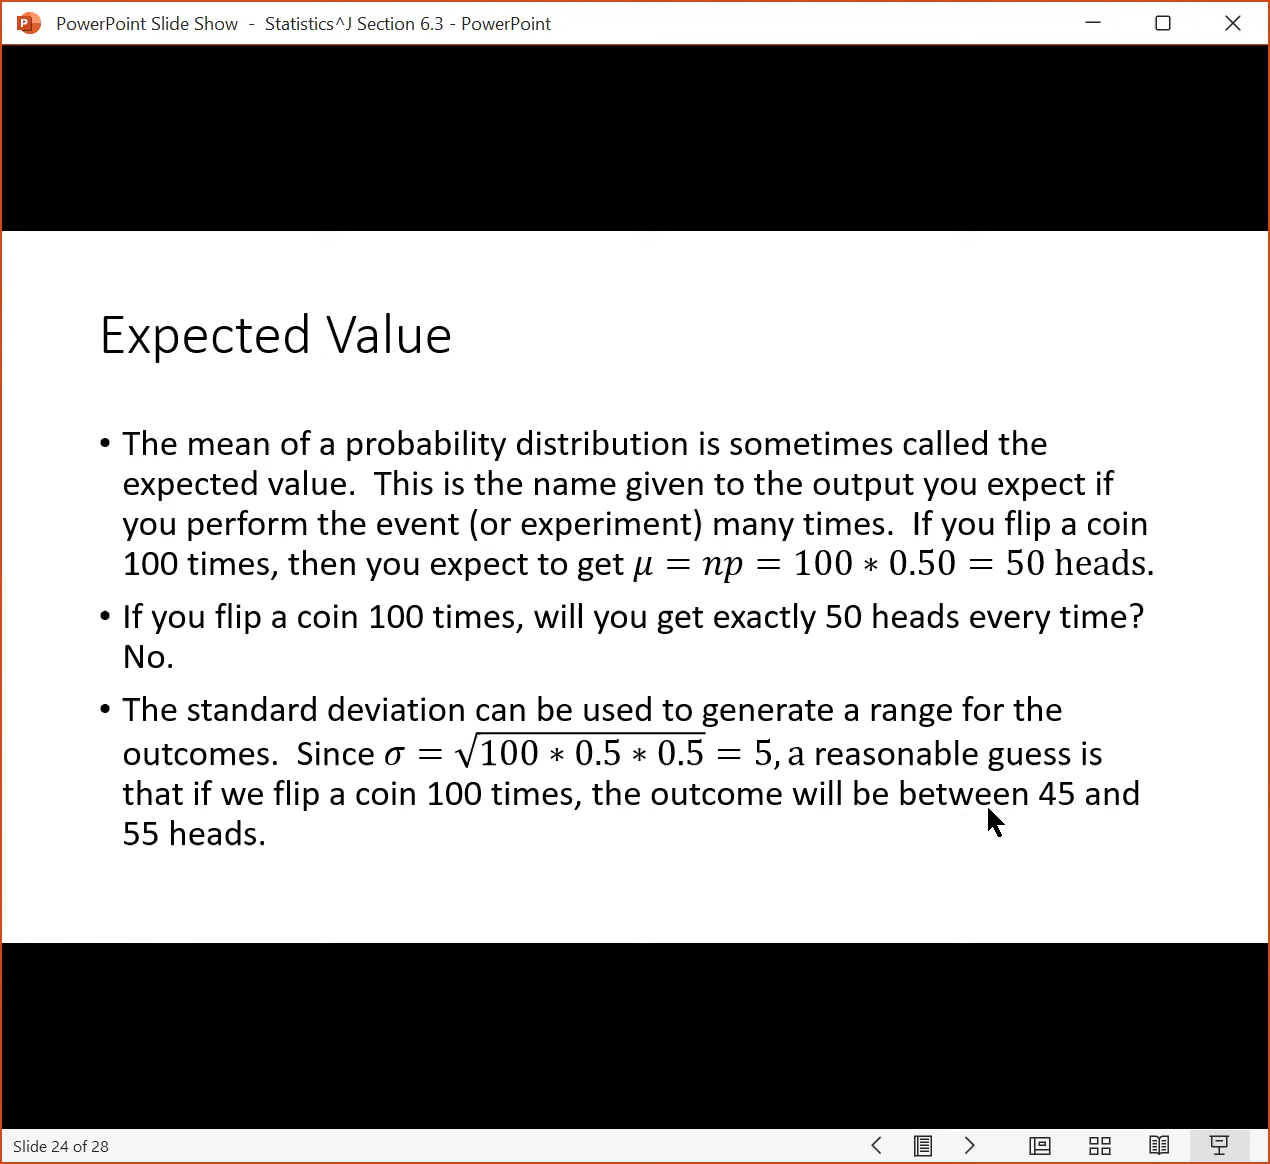 PowerPoint Slide Show - Statistics^J Section 6.3 - PowerPoint
Expected Value
• The mean of a probability distribution is sometimes called the
expected value. This is the name given to the output you expect if
you perform the event (or experiment) many times. If you flip a coin
100 times, then you expect to get μ = np = 100 ∗ 0.50 = 50 heads.
• If you flip a coin 100 times, will you get exactly 50 heads every time?
No.
• The standard deviation can be used to generate a range for the
outcomes. Since σ = √100 ∗ 0.5 ∗ 0.5 = 5, a reasonable guess is
that if we flip a coin 100 times, the outcome will be between 45 and
55 heads.
Slide 24 of 28